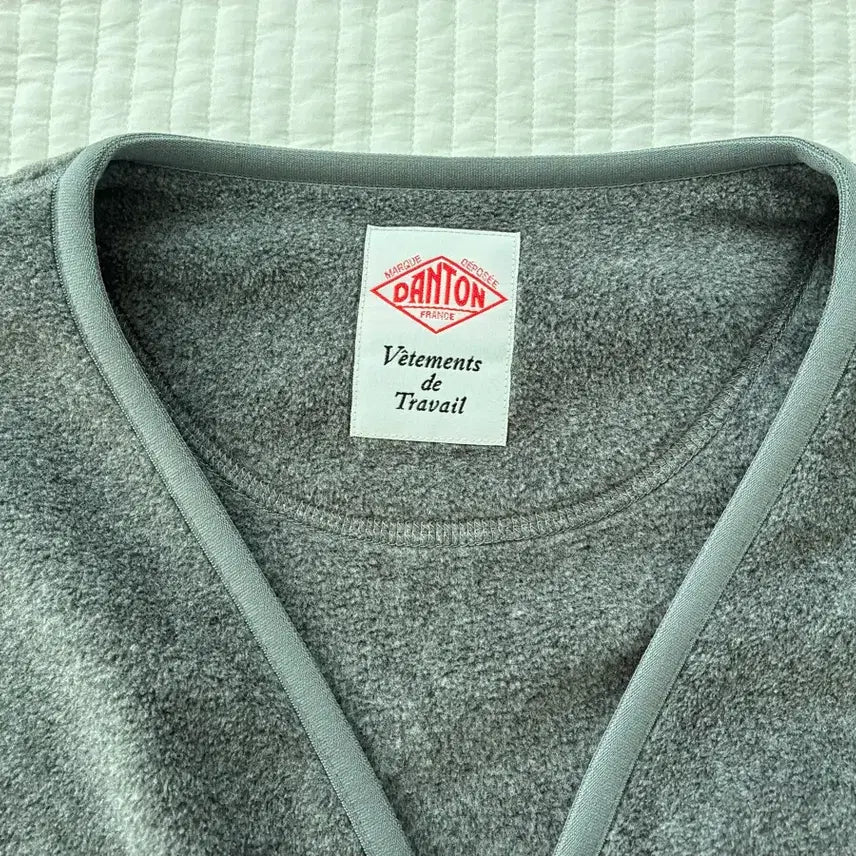 MARQUE DÉPOSÉE
DANTON
FRANCE
Vêtements
de
Travail